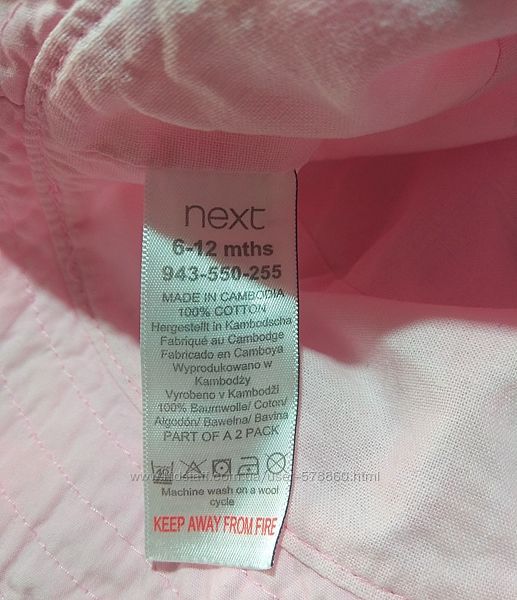 next
6-12 mths
943-550-255
MADE IN CAMBODIA
100% COTTON
Hergestellt in Kambodscha
Fabriqué au Cambodge
Fabricado en Camboya
Wyprodukowano w
Kambodży
Vyrobeno v Kambodži
100% Baumwolle/ Coton/
Algodón/ Bawełna/ Bavlna
PART OF A 2 PACK
40
Machine wash on a wool
cycle
KEEP AWAY FROM FIRE